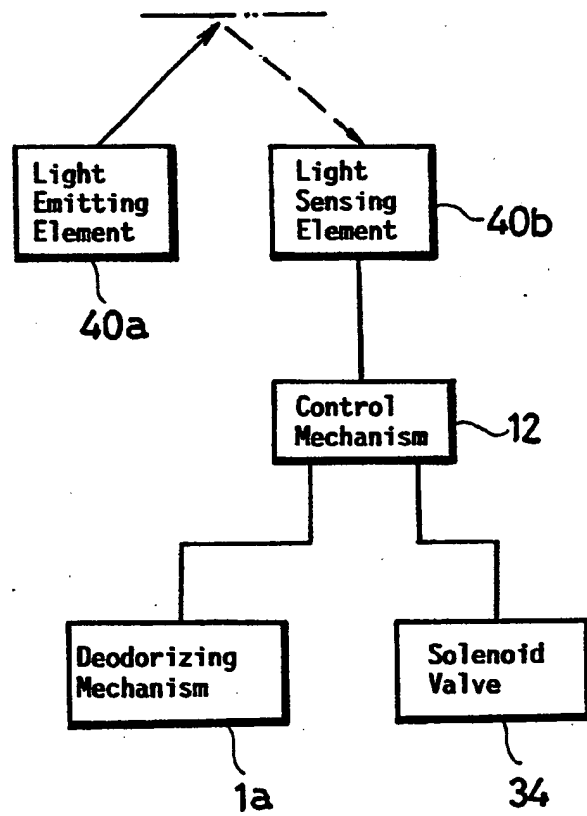 Light
Emitting
Element
40a
Light
Sensing
Element
40b
Control
Mechanism
12
Deodorizing
Mechanism
1a
Solenoid
Valve
34